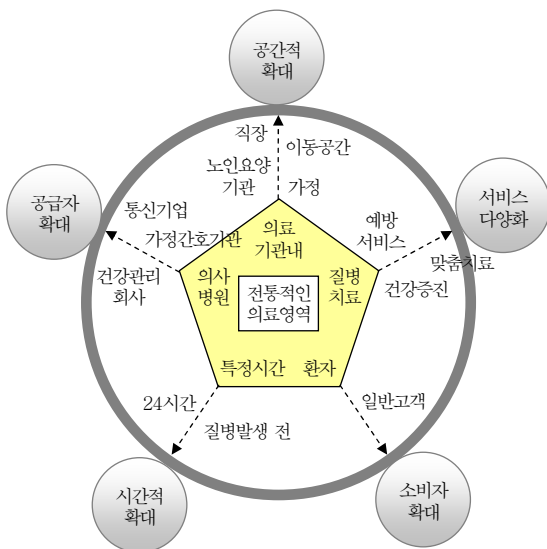 공간적
확대
직장
이동공간
노인요양
기관
가정
공급자
확대
통신기업
가정간호기관
건강관리
회사
서비스
다양화
예방
서비스
맞춤치료
건강증진
의료
기관내
의사
병원
질병
치료
전통적인
의료영역
특정시간
환자
24시간
질병발생 전
일반고객
시간적
확대
소비자
확대